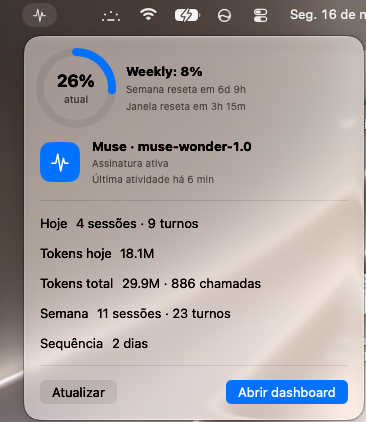 Seg. 16 de n
26%
atual
Weekly: 8%
Semana reseta em 6d 9h
Janela reseta em 3h 15m
Muse · muse-wonder-1.0
Assinatura ativa
Última atividade há 6 min
Hoje 4 sessões · 9 turnos
Tokens hoje 18.1M
Tokens total 29.9M · 886 chamadas
Semana 11 sessões · 23 turnos
Sequência 2 dias
Atualizar
Abrir dashboard